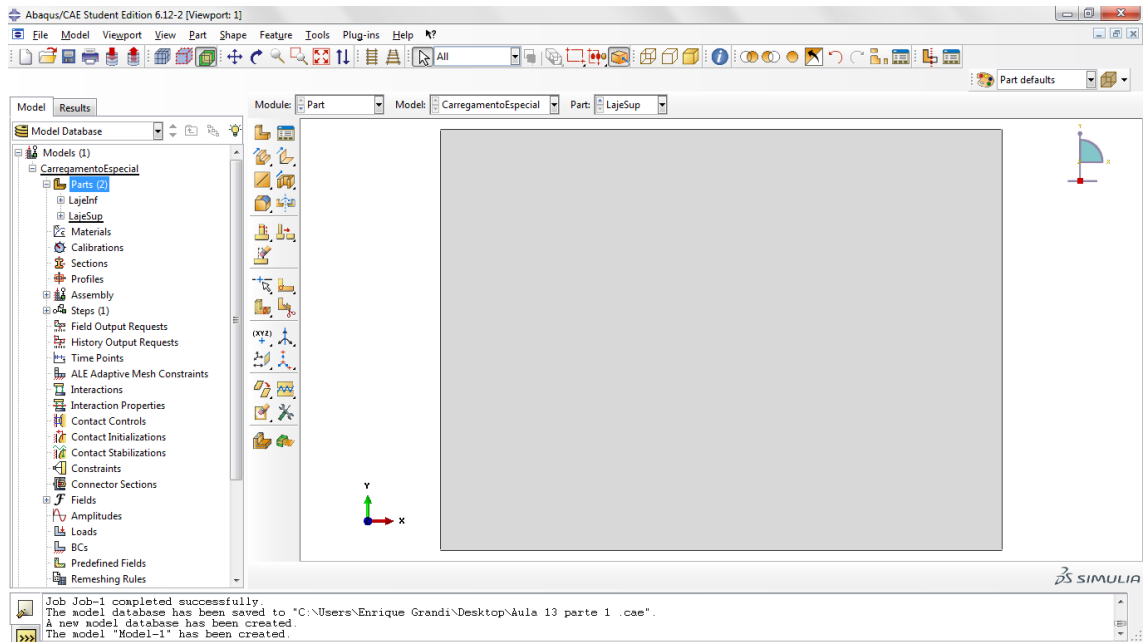 Abaqus/CAE Student Edition 6.12-2 [Viewport: 1]
File Model Viewport View Part Shape Feature Tools Plug-ins Help
All
Part defaults
Model Results
Module: Part Model: CarregamentoEspecial Part: LajeSup
Model Database
Models (1)
CarregamentoEspecial
Parts (2)
LajeInf
LajeSup
Materials
Calibrations
Sections
Profiles
Assembly
Steps (1)
Field Output Requests
History Output Requests
Time Points
ALE Adaptive Mesh Constraints
Interactions
Interaction Properties
Contact Controls
Contact Initializations
Contact Stabilizations
Constraints
Connector Sections
Fields
Amplitudes
Loads
BCs
Predefined Fields
Remeshing Rules
(XYZ)
Y
X
Y
X
SIMULIA
Job Job-1 completed successfully.
The model database has been saved to "C:\Users\Enrique Grandi\Desktop\Aula 13 parte 1 .cae".
A new model database has been created.
The model "Model-1" has been created.
>>>